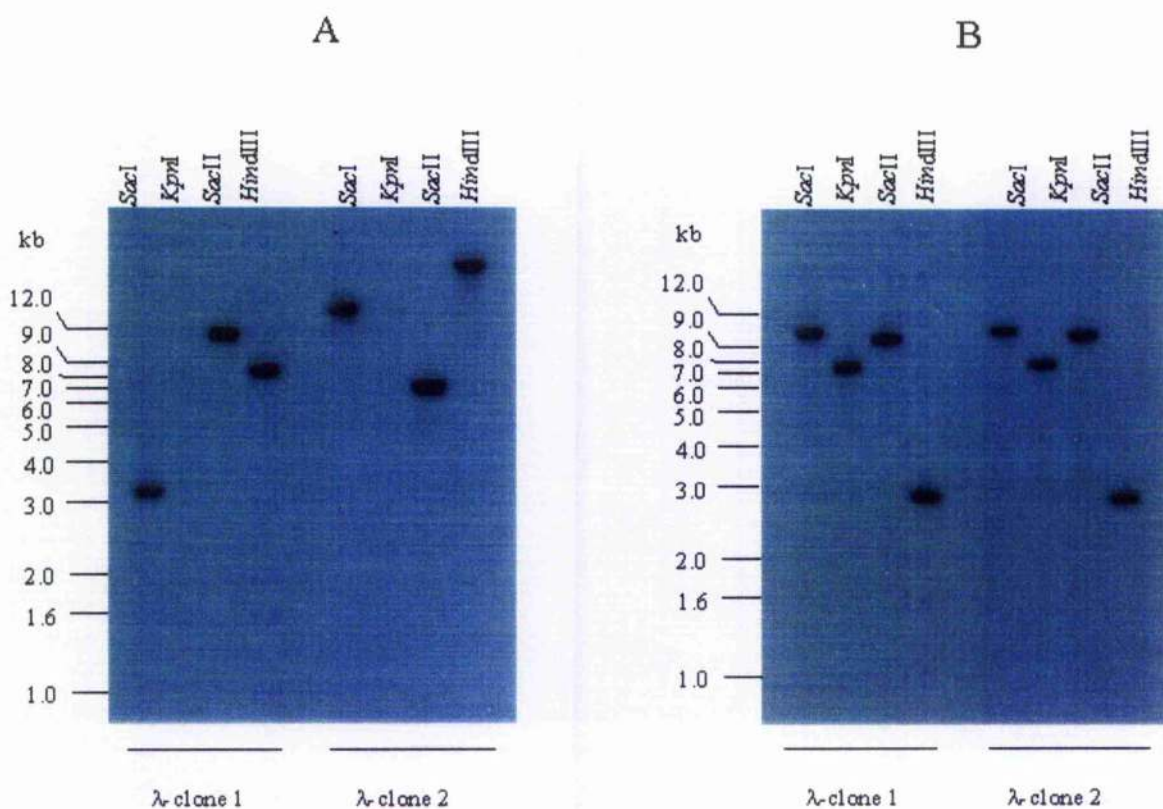 A
B
SacI
KpnI
SacII
HindIII
SacI
KpnI
SacII
HindIII
SacI
KpnI
SacII
HindIII
SacI
KpnI
SacII
HindIII
kb
12.0
9.0
8.0
7.0
6.0
5.0
4.0
3.0
2.0
1.6
1.0
kb
12.0
9.0
8.0
7.0
6.0
5.0
4.0
3.0
2.0
1.6
1.0
λ- clone 1
λ- clone 2
λ- clone 1
λ- clone 2